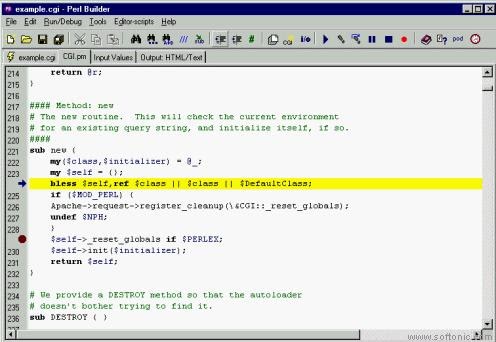 example.cgi - Perl Builder
File Edit Run/Debug Tools Editor-scripts Help
example.cgi CGI.pm Input Values Output: HTML/Text
214 return @r;
215 }
216
217 #### Method: new
218 # The new routine. This will check the current environment
219 # for an existing query string, and initialize itself, if so.
220 ####
221 sub new {
222 my($class,$initializer) = @_;
223 my $self = {};
bless $self,ref $class || $class || $DefaultClass;
225 if ($MOD_PERL) {
226 Apache->request->register_cleanup(\&CGI::_reset_globals);
227 undef $NPH;
228 }
$self->_reset_globals if $PERLEX;
230 $self->init($initializer);
231 return $self;
232 }
233
234 # We provide a DESTROY method so that the autoloader
235 # doesn't bother trying to find it.
236 sub DESTROY { }
237
www.softonic.com